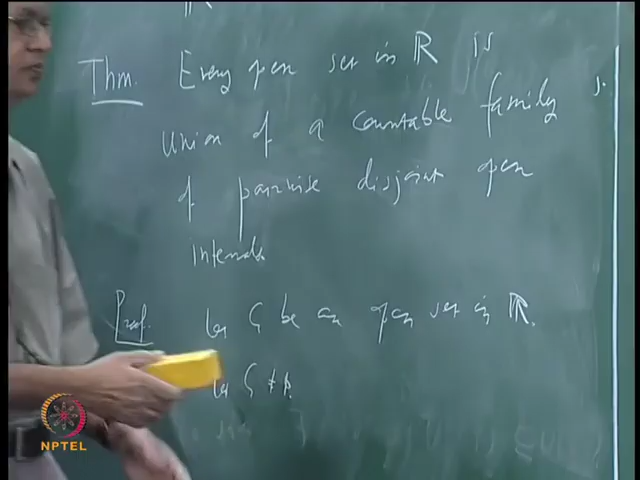 ℝ
Thm. Every open set in ℝ is
union of a countable family
of pairwise disjoint open
intervals
Proof. Let G be an open set in ℝ.
Let G ≠ ϕ.
NPTEL